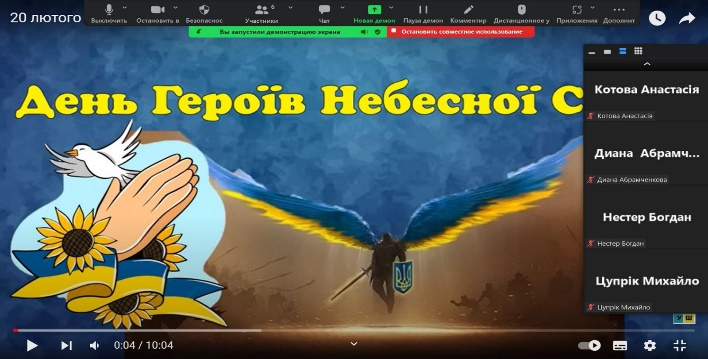 20 лютого
Выключить
Остановить в
Безопаснос
Участники
6
Чат
Новая демон
Пауза демон
Комментир
Дистанционное у
Приложения
Дополнит
Вы запустили демонстрацию экрана
Остановить совместное использование
День Героїв Небесної С
Котова Анастасія
Котова Анастасія
Диана Абрамч...
Диана Абрамченкова
Нестер Богдан
Нестер Богдан
Цупрік Михайло
Цупрік Михайло
У Ш
0:04 / 10:04